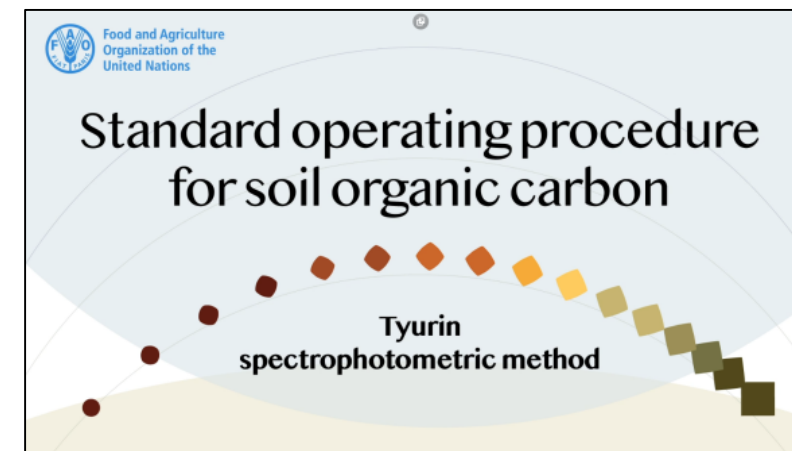 Food and Agriculture
Organization of the
United Nations
Standard operating procedure
for soil organic carbon
Tyurin
spectrophotometric method